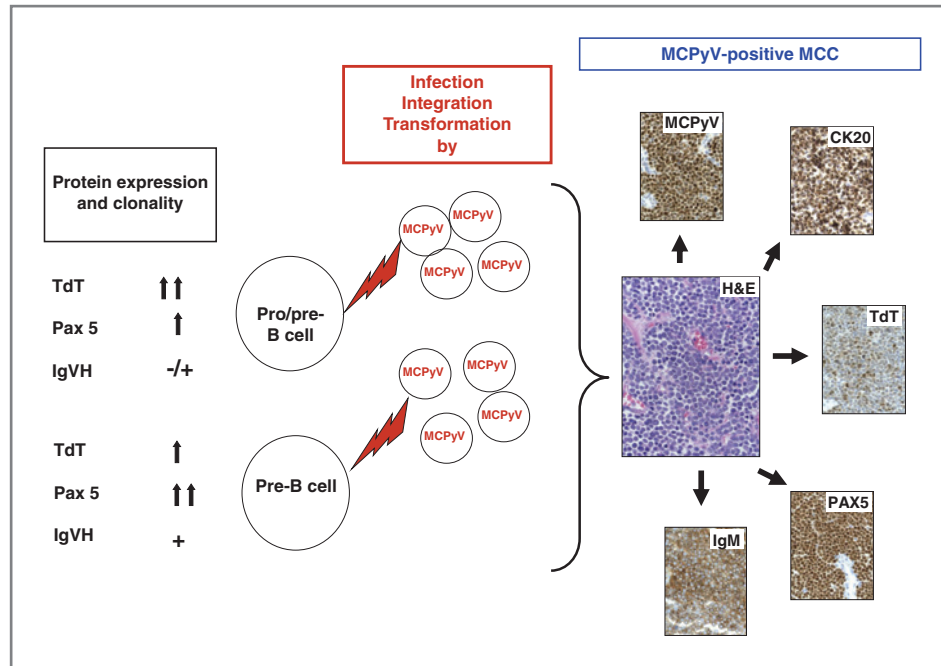 MCPyV-positive MCC
Infection
Integration
Transformation
by
Protein expression
and clonality
TdT
Pax 5
IgVH -/+
Pro/pre-
B cell
MCPyV
MCPyV
MCPyV
MCPyV
TdT
Pax 5
IgVH +
Pre-B cell
MCPyV
MCPyV
MCPyV
MCPyV
MCPyV
CK20
H&E
TdT
PAX5
IgM